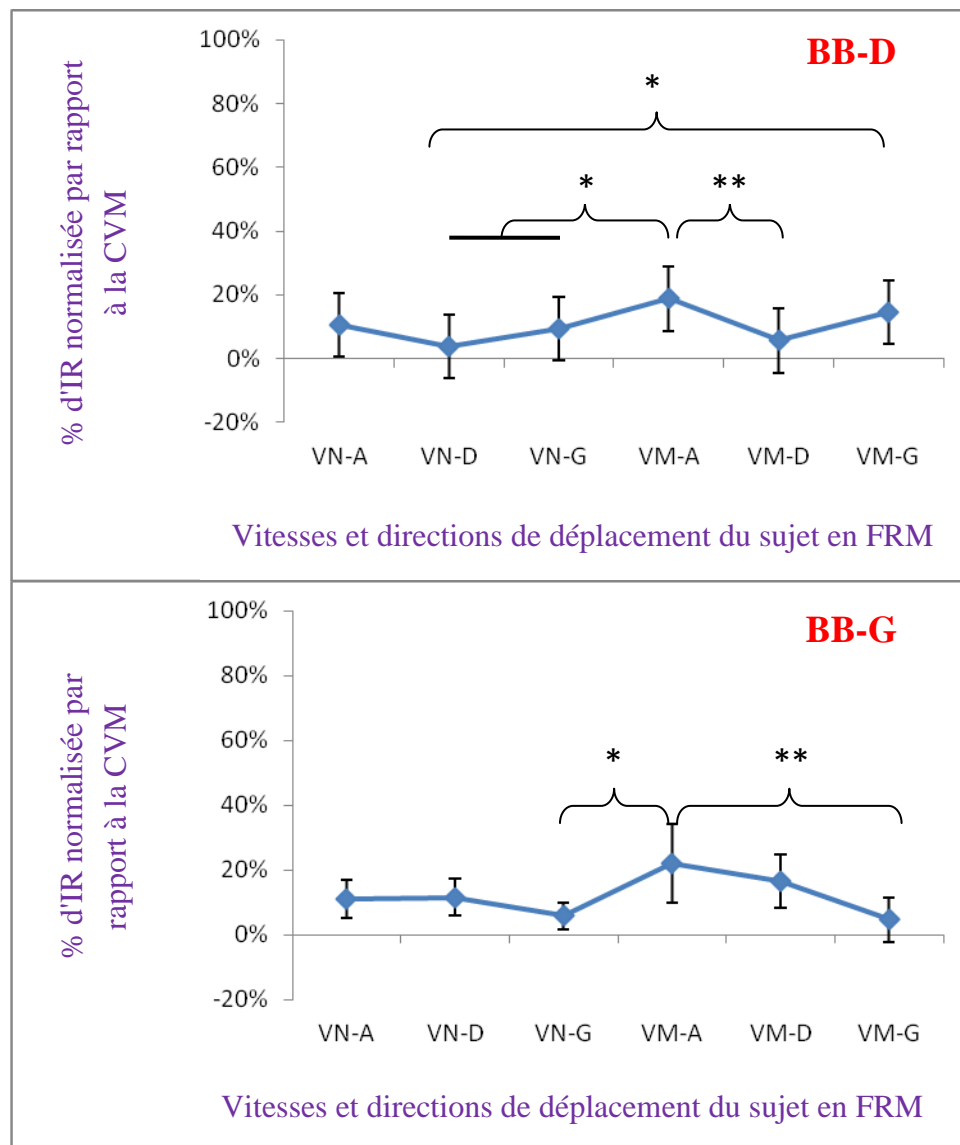 BB-D
% d'IR normalisée par rapport
à la CVM
100%
80%
60%
40%
20%
0%
-20%
*
*
**
VN-A VN-D VN-G VM-A VM-D VM-G
Vitesses et directions de déplacement du sujet en FRM
BB-G
% d'IR normalisée par
rapport à la CVM
100%
80%
60%
40%
20%
0%
-20%
*
**
VN-A VN-D VN-G VM-A VM-D VM-G
Vitesses et directions de déplacement du sujet en FRM